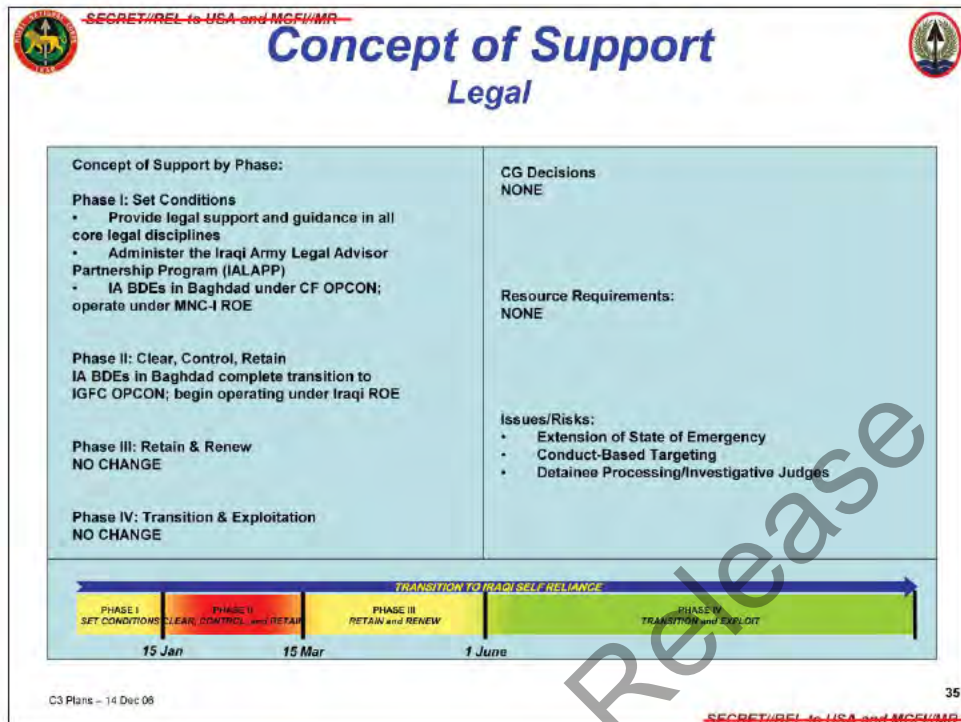 SECRET//REL to USA and MCFI//MR
Concept of Support
Legal
Concept of Support by Phase:
Phase I: Set Conditions
• Provide legal support and guidance in all
core legal disciplines
• Administer the Iraqi Army Legal Advisor
Partnership Program (IALAPP)
• IA BDEs in Baghdad under CF OPCON;
operate under MNC-I ROE
Phase II: Clear, Control, Retain
IA BDEs in Baghdad complete transition to
IGFC OPCON; begin operating under Iraqi ROE
Phase III: Retain & Renew
NO CHANGE
Phase IV: Transition & Exploitation
NO CHANGE
CG Decisions
NONE
Resource Requirements:
NONE
Issues/Risks:
• Extension of State of Emergency
• Conduct-Based Targeting
• Detainee Processing/Investigative Judges
TRANSITION TO IRAQI SELF RELIANCE
PHASE I
SET CONDITIONS
PHASE II
CLEAR, CONTROL, and RETAIN
PHASE III
RETAIN and RENEW
PHASE IV
TRANSITION and EXPLOIT
15 Jan
15 Mar
1 June
Release
C3 Plans – 14 Dec 06
35
SECRET//REL to USA and MCFI//MR